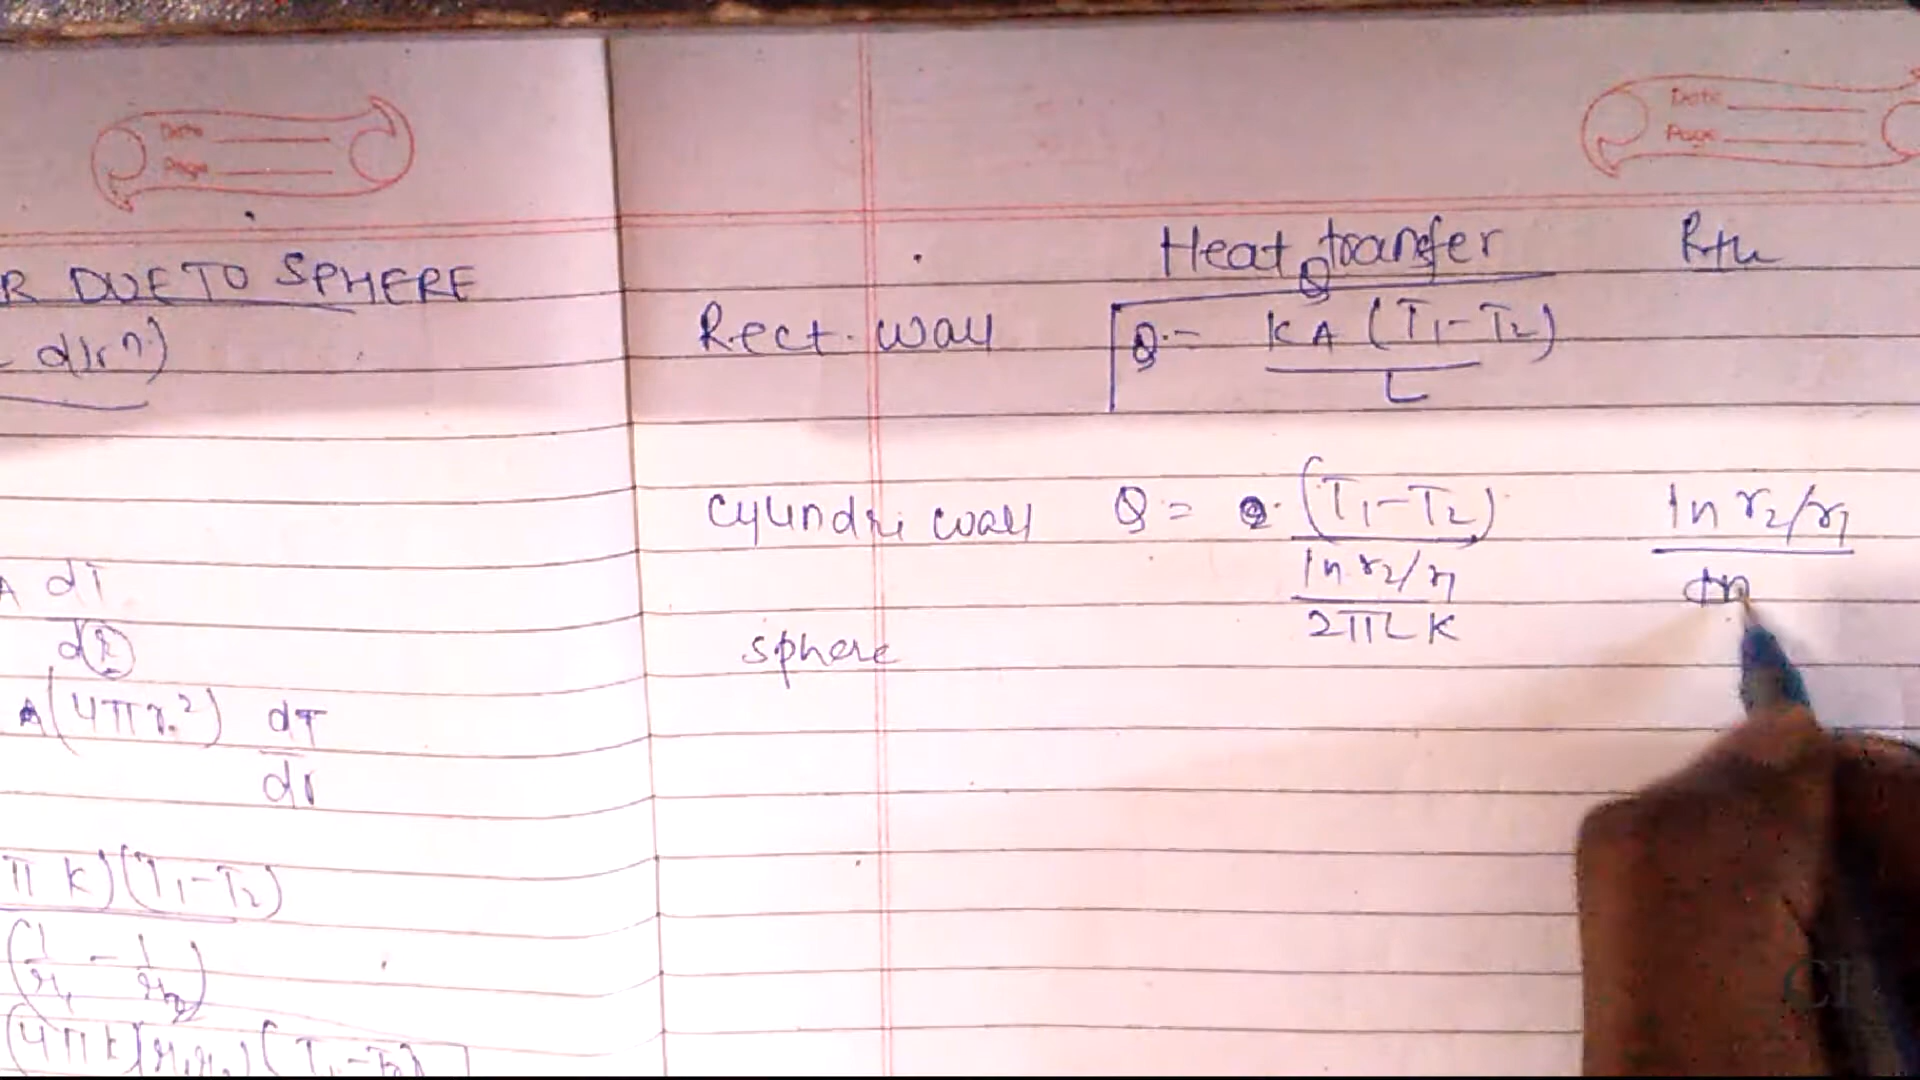 Date
Page
R DUE TO SPHERE
d(r^n)
A dT
dr
A(4πr²) dT
dr
π k)(T₁-T₂)
(1/r₁ - 1/r₂)
(4πk)(r₁r₂)(T₁-T₂)
Date
Page
Heat transfer Rth
Q
Rect. wall Q = KA (T₁-T₂)
L
Cylindri wall Q = (T₁-T₂) ln r₂/r₁
ln r₂/r₁
2πLK
sphere
CR